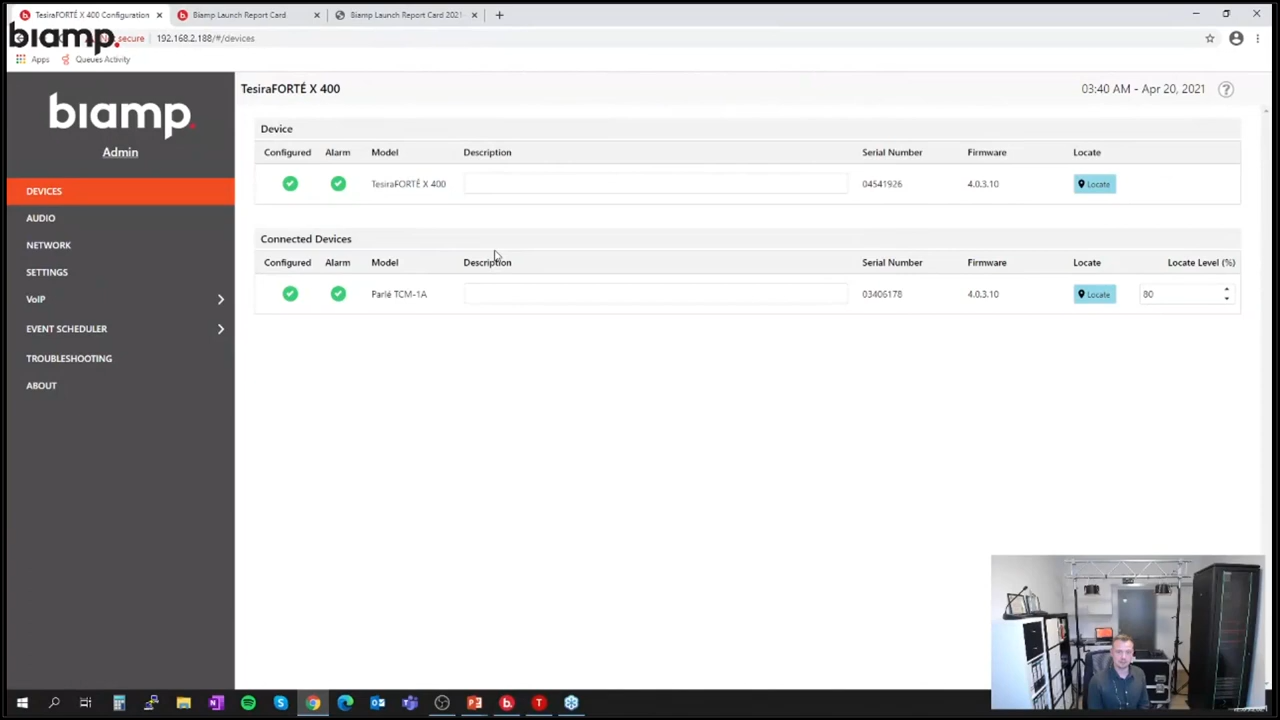 TesiraFORTÉ X 400 Configuration
Biamp Launch Report Card
Biamp Launch Report Card 2021
biamp.
Not secure
192.168.2.188/#/devices
Apps
Queues Activity
biamp.
Admin
DEVICES
AUDIO
NETWORK
SETTINGS
VoIP
EVENT SCHEDULER
TROUBLESHOOTING
ABOUT
TesiraFORTÉ X 400
03:40 AM - Apr 20, 2021
Device
Configured Alarm Model Description Serial Number Firmware Locate
TesiraFORTÉ X 400 04541926 4.0.3.10 Locate
Connected Devices
Configured Alarm Model Description Serial Number Firmware Locate Locate Level (%)
Parlé TCM-1A 03406178 4.0.3.10 Locate 80